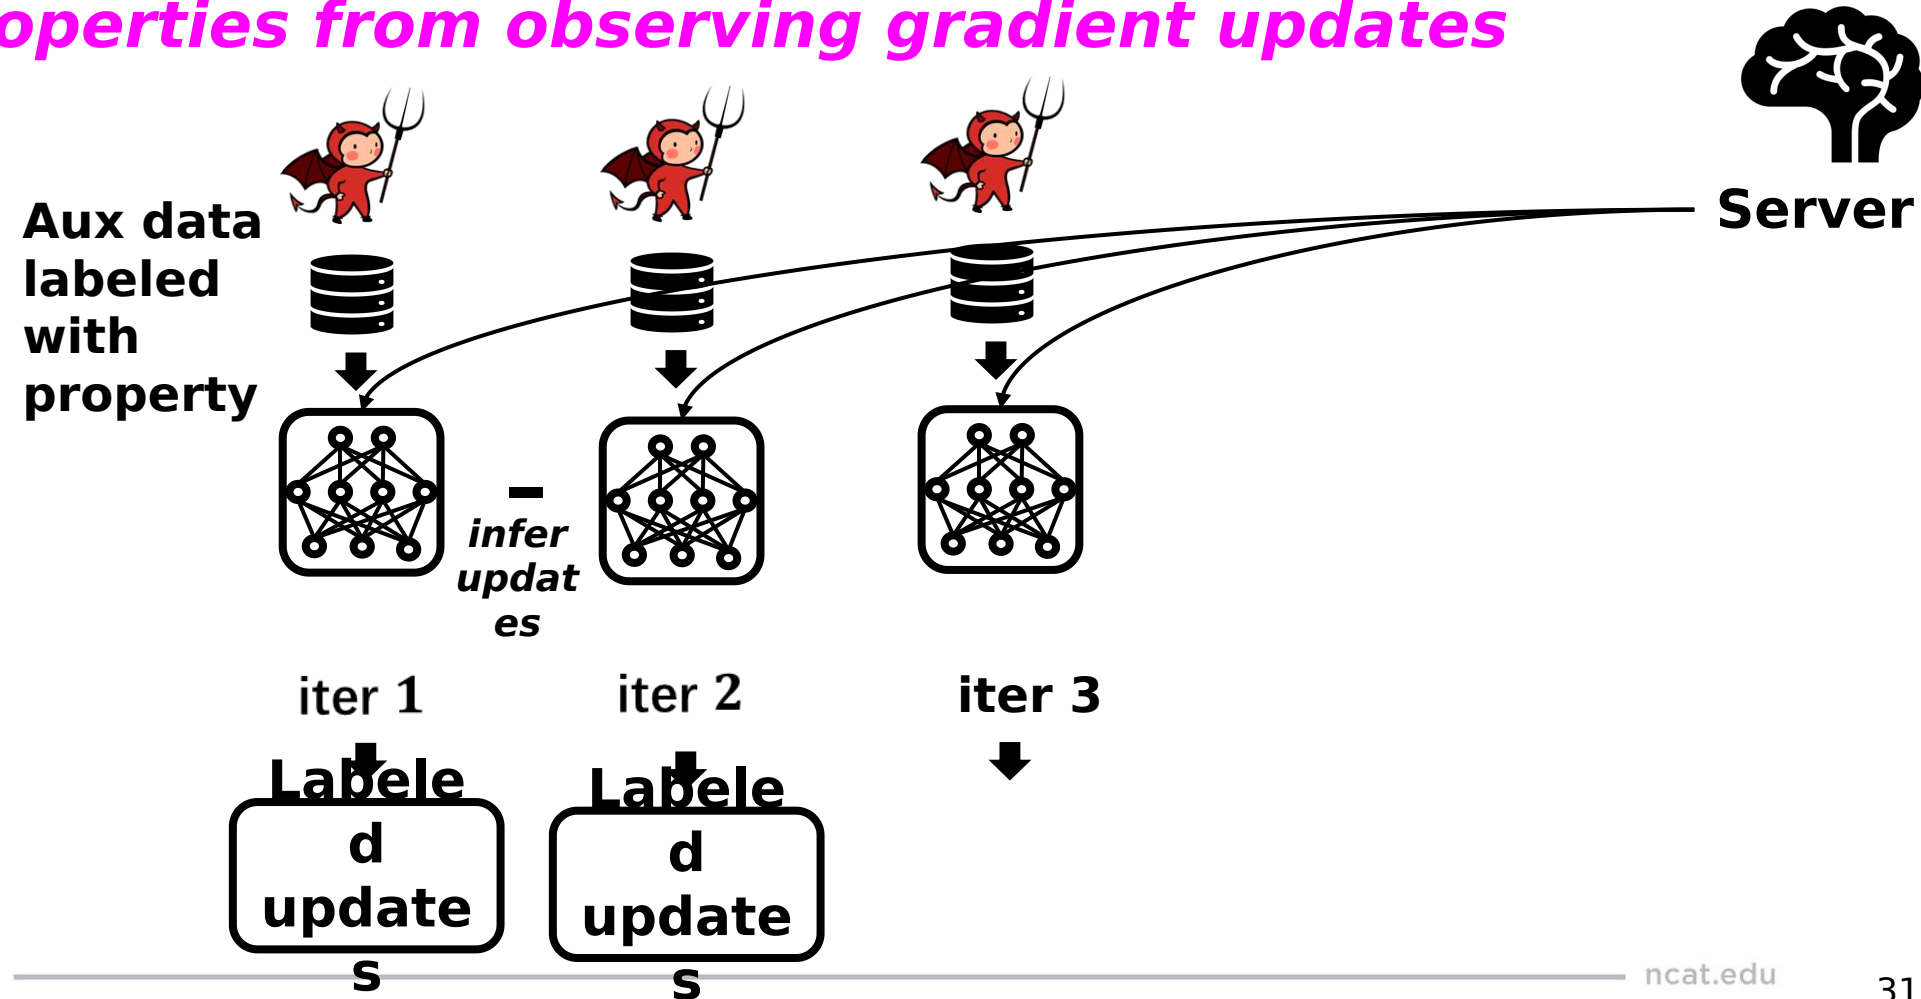 operties from observing gradient updates
Server
Aux data
labeled
with
property
–
infer
updat
es
iter 1
iter 2
iter 3
Labele
d
update
s
Labele
d
update
s
ncat.edu
31